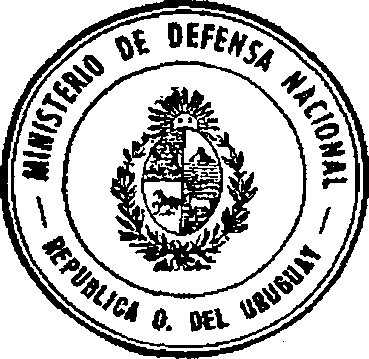 MINISTERIO DE DEFENSA NACIONAL
REPUBLICA O. DEL URUGUAY